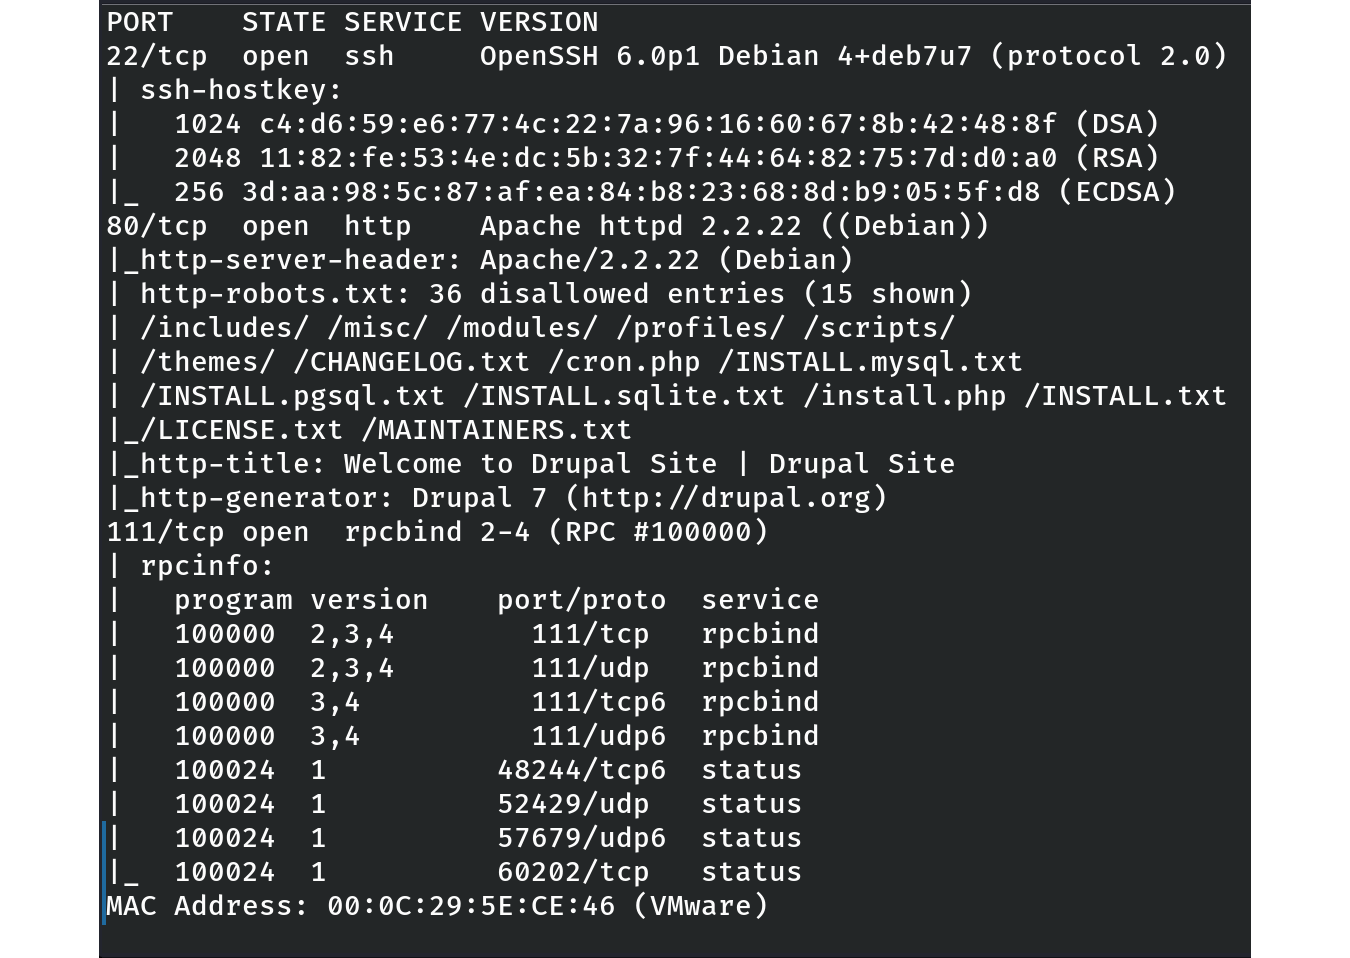 PORT    STATE SERVICE VERSION
22/tcp  open  ssh     OpenSSH 6.0p1 Debian 4+deb7u7 (protocol 2.0)
| ssh-hostkey:
|   1024 c4:d6:59:e6:77:4c:22:7a:96:16:60:67:8b:42:48:8f (DSA)
|   2048 11:82:fe:53:4e:dc:5b:32:7f:44:64:82:75:7d:d0:a0 (RSA)
|_  256 3d:aa:98:5c:87:af:ea:84:b8:23:68:8d:b9:05:5f:d8 (ECDSA)
80/tcp  open  http    Apache httpd 2.2.22 ((Debian))
|_http-server-header: Apache/2.2.22 (Debian)
| http-robots.txt: 36 disallowed entries (15 shown)
| /includes/ /misc/ /modules/ /profiles/ /scripts/
| /themes/ /CHANGELOG.txt /cron.php /INSTALL.mysql.txt
| /INSTALL.pgsql.txt /INSTALL.sqlite.txt /install.php /INSTALL.txt
|_/LICENSE.txt /MAINTAINERS.txt
|_http-title: Welcome to Drupal Site | Drupal Site
|_http-generator: Drupal 7 (http://drupal.org)
111/tcp open  rpcbind 2-4 (RPC #100000)
| rpcinfo:
|   program version    port/proto  service
|   100000  2,3,4        111/tcp   rpcbind
|   100000  2,3,4        111/udp   rpcbind
|   100000  3,4          111/tcp6  rpcbind
|   100000  3,4          111/udp6  rpcbind
|   100024  1          48244/tcp6  status
|   100024  1          52429/udp   status
|   100024  1          57679/udp6  status
|_  100024  1          60202/tcp   status
MAC Address: 00:0C:29:5E:CE:46 (VMware)